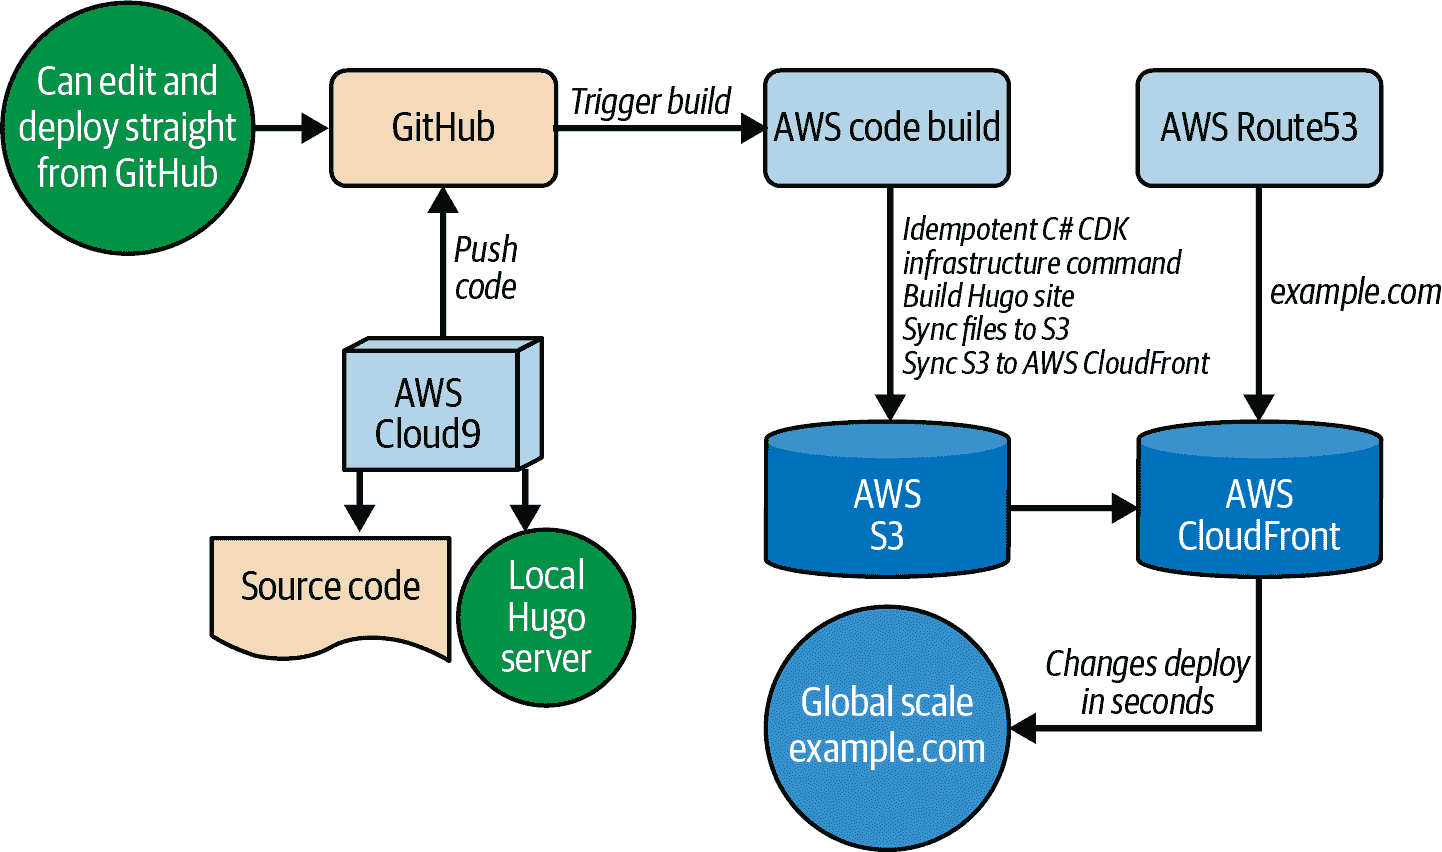 Can edit and
deploy straight
from GitHub
GitHub
Trigger build
AWS code build
AWS Route53
Push
code
Idempotent C# CDK
infrastructure command
Build Hugo site
Sync files to S3
Sync S3 to AWS CloudFront
example.com
AWS
Cloud9
Source code
Local
Hugo
server
AWS
S3
AWS
CloudFront
Changes deploy
in seconds
Global scale
example.com